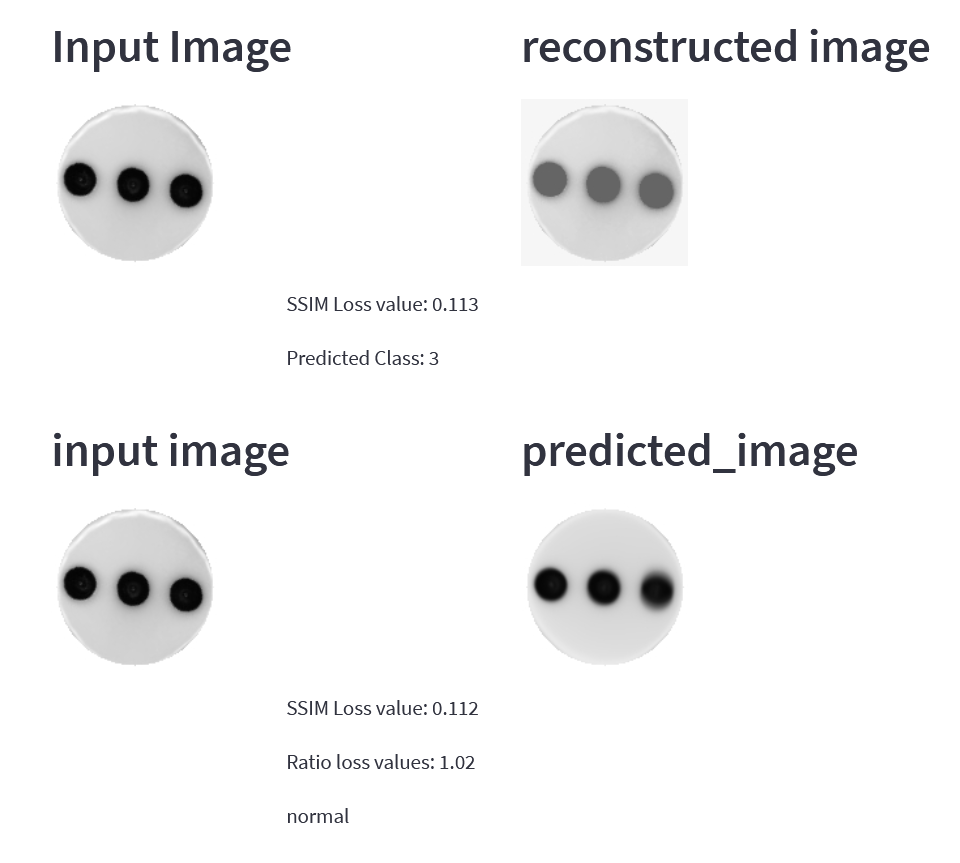 Input Image
reconstructed image
SSIM Loss value: 0.113
Predicted Class: 3
input image
predicted_image
SSIM Loss value: 0.112
Ratio loss values: 1.02
normal